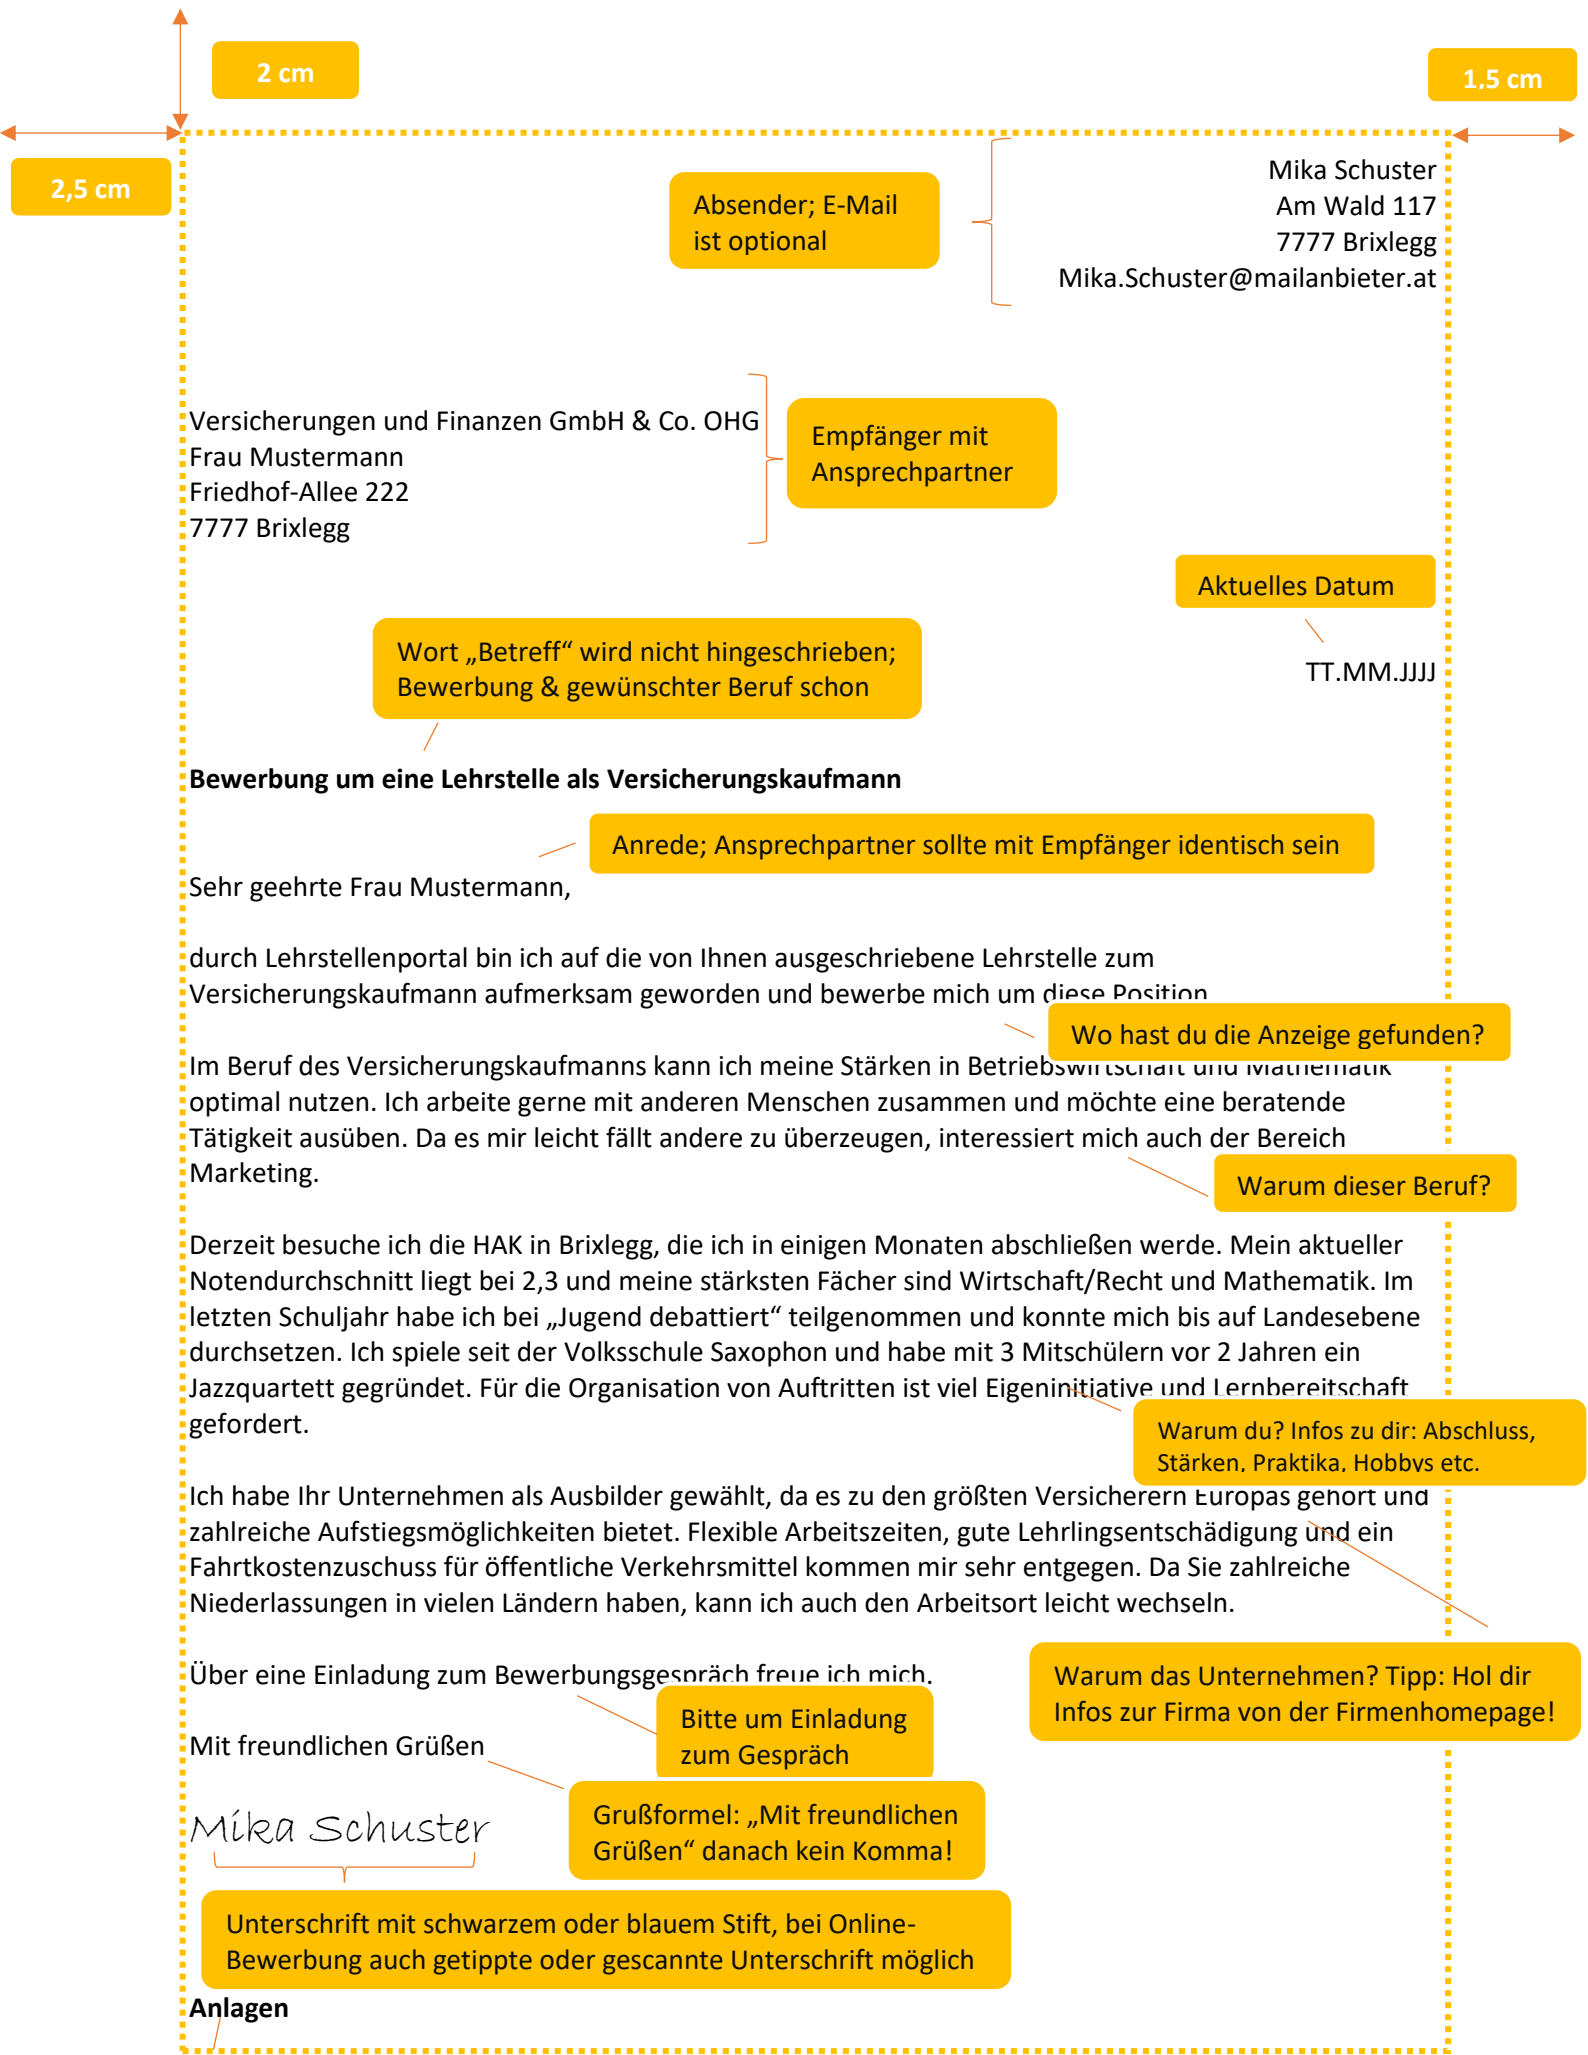 2 cm
1,5 cm
2,5 cm
Absender; E-Mail
ist optional
Mika Schuster
Am Wald 117
7777 Brixlegg
Mika.Schuster@mailanbieter.at
Versicherungen und Finanzen GmbH & Co. OHG
Frau Mustermann
Friedhof-Allee 222
7777 Brixlegg
Empfänger mit
Ansprechpartner
Aktuelles Datum
TT.MM.JJJJ
Wort „Betreff“ wird nicht hingeschrieben;
Bewerbung & gewünschter Beruf schon
Bewerbung um eine Lehrstelle als Versicherungskaufmann
Anrede; Ansprechpartner sollte mit Empfänger identisch sein
Sehr geehrte Frau Mustermann,
durch Lehrstellenportal bin ich auf die von Ihnen ausgeschriebene Lehrstelle zum
Versicherungskaufmann aufmerksam geworden und bewerbe mich um diese Position
Wo hast du die Anzeige gefunden?
Im Beruf des Versicherungskaufmanns kann ich meine Stärken in Betriebswirtschaft und Mathematik
optimal nutzen. Ich arbeite gerne mit anderen Menschen zusammen und möchte eine beratende
Tätigkeit ausüben. Da es mir leicht fällt andere zu überzeugen, interessiert mich auch der Bereich
Marketing.
Warum dieser Beruf?
Derzeit besuche ich die HAK in Brixlegg, die ich in einigen Monaten abschließen werde. Mein aktueller
Notendurchschnitt liegt bei 2,3 und meine stärksten Fächer sind Wirtschaft/Recht und Mathematik. Im
letzten Schuljahr habe ich bei „Jugend debattiert“ teilgenommen und konnte mich bis auf Landesebene
durchsetzen. Ich spiele seit der Volksschule Saxophon und habe mit 3 Mitschülern vor 2 Jahren ein
Jazzquartett gegründet. Für die Organisation von Auftritten ist viel Eigeninitiative und Lernbereitschaft
gefordert.
Warum du? Infos zu dir: Abschluss,
Stärken, Praktika, Hobbys etc.
Ich habe Ihr Unternehmen als Ausbilder gewählt, da es zu den größten Versicherern Europas gehört und
zahlreiche Aufstiegsmöglichkeiten bietet. Flexible Arbeitszeiten, gute Lehrlingsentschädigung und ein
Fahrtkostenzuschuss für öffentliche Verkehrsmittel kommen mir sehr entgegen. Da Sie zahlreiche
Niederlassungen in vielen Ländern haben, kann ich auch den Arbeitsort leicht wechseln.
Warum das Unternehmen? Tipp: Hol dir
Infos zur Firma von der Firmenhomepage!
Über eine Einladung zum Bewerbungsgespräch freue ich mich.
Bitte um Einladung
zum Gespräch
Mit freundlichen Grüßen
Grußformel: „Mit freundlichen
Grüßen“ danach kein Komma!
Mika Schuster
Unterschrift mit schwarzem oder blauem Stift, bei Online-
Bewerbung auch getippte oder gescannte Unterschrift möglich
Anlagen